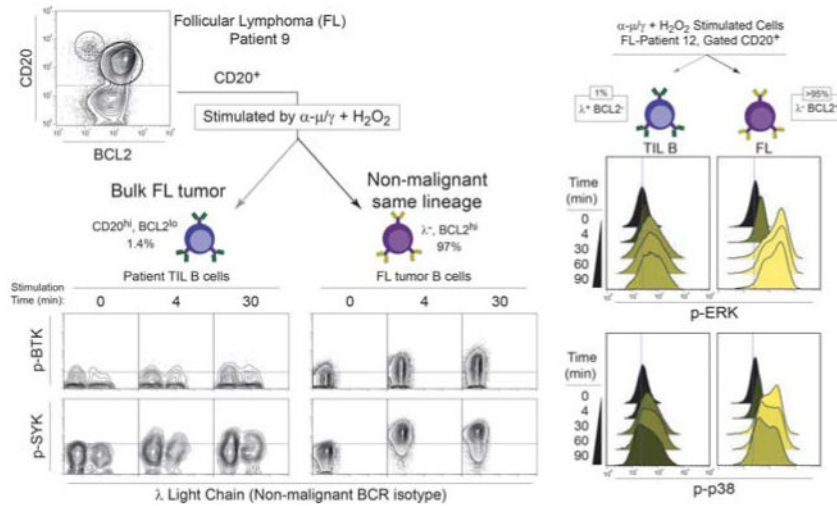 Follicular Lymphoma (FL)
Patient 9
CD20
BCL2
CD20⁺
Stimulated by α-μ/γ + H₂O₂
Bulk FL tumor
CD20ʰⁱ, BCL2ˡᵒ
1.4%
Patient TIL B cells
Non-malignant
same lineage
λ⁻, BCL2ʰⁱ
97%
FL tumor B cells
Stimulation
Time (min):
0 4 30
0 4 30
p-BTK
p-SYK
λ Light Chain (Non-malignant BCR isotype)
α-μ/γ + H₂O₂ Stimulated Cells
FL-Patient 12, Gated CD20⁺
1%
λ⁺ BCL2⁻
TIL B
>95%
λ⁻ BCL2⁺
FL
Time
(min)
0
4
30
60
90
p-ERK
Time
(min)
0
4
30
60
90
p-p38